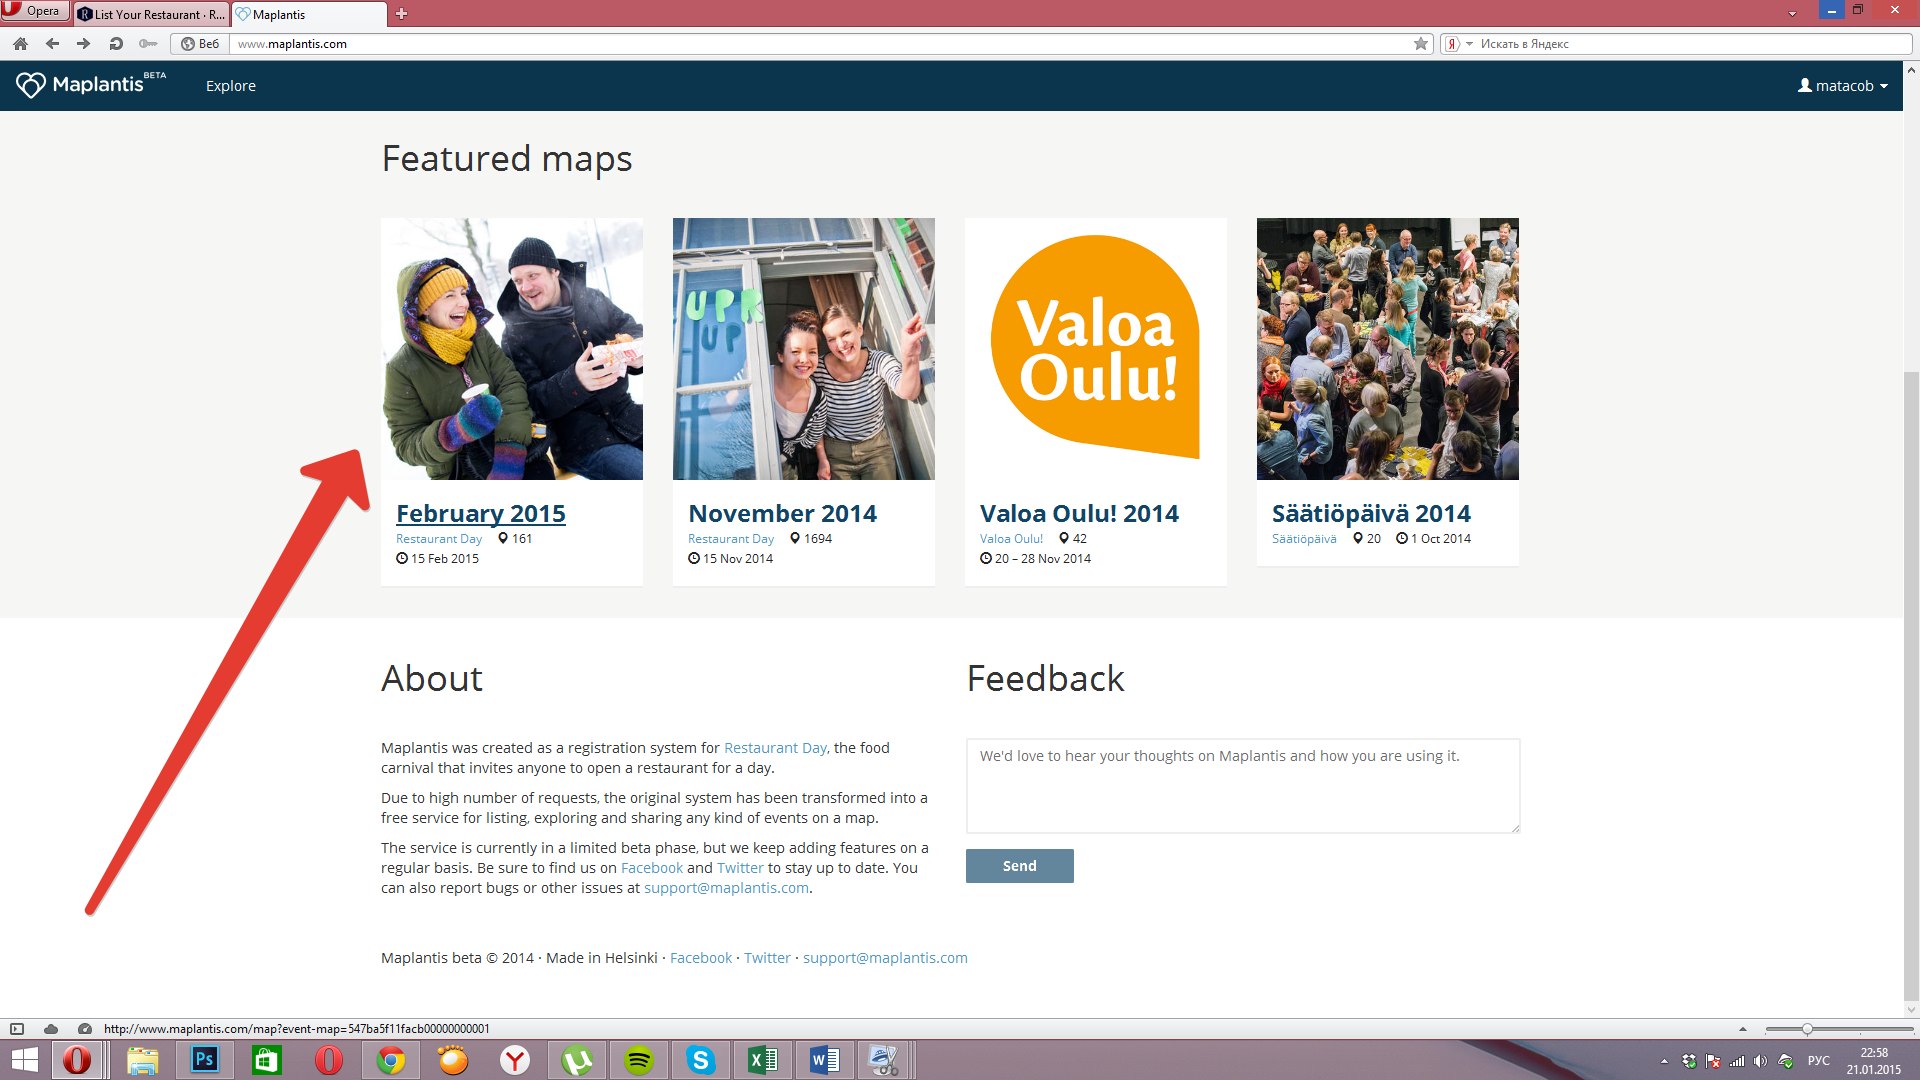 Opera
List Your Restaurant · R...
Maplantis
Веб
www.maplantis.com
Я
Искать в Яндекс
Maplantis BETA
Explore
matacob
Featured maps
UPR
UP
Valoa
Oulu!
February 2015
Restaurant Day 161
15 Feb 2015
November 2014
Restaurant Day 1694
15 Nov 2014
Valoa Oulu! 2014
Valoa Oulu! 42
20 – 28 Nov 2014
Säätiöpäivä 2014
Säätiöpäivä 20 1 Oct 2014
About
Maplantis was created as a registration system for Restaurant Day, the food
carnival that invites anyone to open a restaurant for a day.
Due to high number of requests, the original system has been transformed into a
free service for listing, exploring and sharing any kind of events on a map.
The service is currently in a limited beta phase, but we keep adding features on a
regular basis. Be sure to find us on Facebook and Twitter to stay up to date. You
can also report bugs or other issues at support@maplantis.com.
Feedback
We'd love to hear your thoughts on Maplantis and how you are using it.
Send
Maplantis beta © 2014 · Made in Helsinki · Facebook · Twitter · support@maplantis.com
http://www.maplantis.com/map?event-map=547ba5f11facb00000000001
Ps
РУС
22:58
21.01.2015